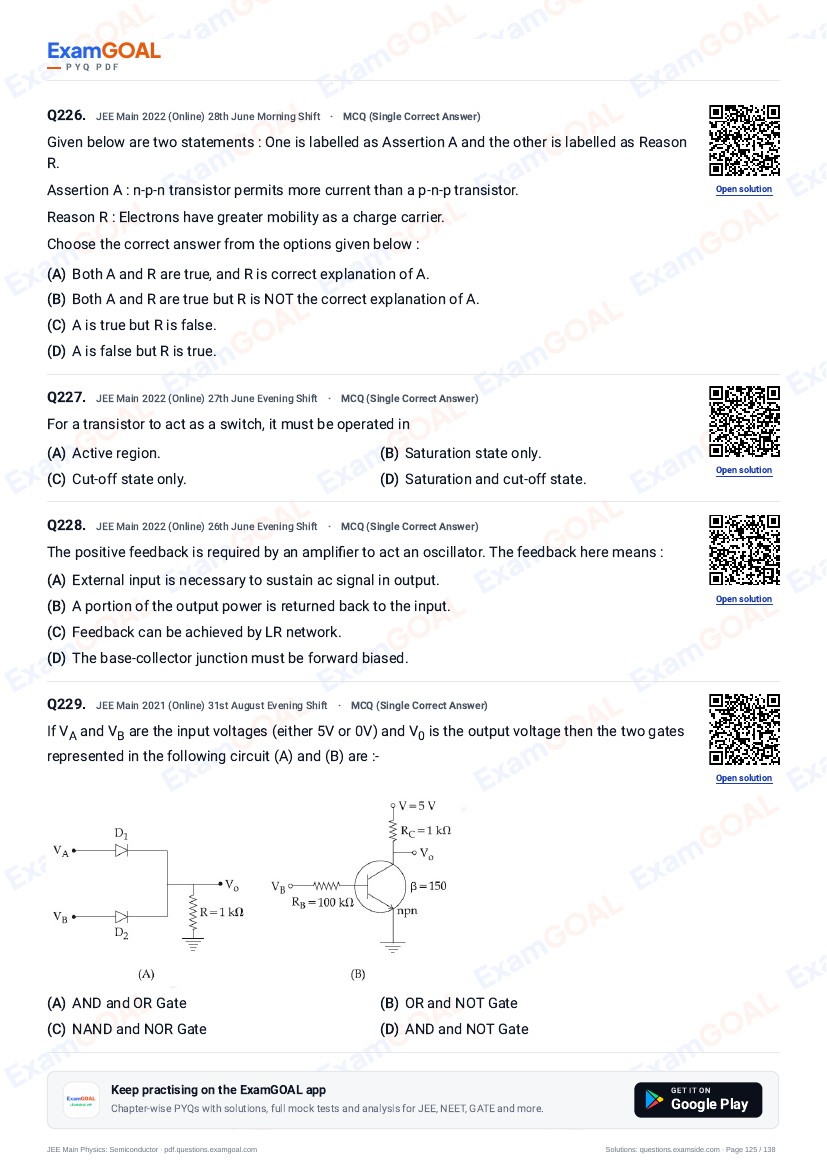 ExamGOAL
PYQ PDF
Q226. JEE Main 2022 (Online) 28th June Morning Shift · MCQ (Single Correct Answer)
Given below are two statements : One is labelled as Assertion A and the other is labelled as Reason
R.
Assertion A : n-p-n transistor permits more current than a p-n-p transistor.
Reason R : Electrons have greater mobility as a charge carrier.
Choose the correct answer from the options given below :
(A) Both A and R are true, and R is correct explanation of A.
(B) Both A and R are true but R is NOT the correct explanation of A.
(C) A is true but R is false.
(D) A is false but R is true.
Open solution
Q227. JEE Main 2022 (Online) 27th June Evening Shift · MCQ (Single Correct Answer)
For a transistor to act as a switch, it must be operated in
(A) Active region. (B) Saturation state only.
(C) Cut-off state only. (D) Saturation and cut-off state.
Open solution
Q228. JEE Main 2022 (Online) 26th June Evening Shift · MCQ (Single Correct Answer)
The positive feedback is required by an amplifier to act an oscillator. The feedback here means :
(A) External input is necessary to sustain ac signal in output.
(B) A portion of the output power is returned back to the input.
(C) Feedback can be achieved by LR network.
(D) The base-collector junction must be forward biased.
Open solution
Q229. JEE Main 2021 (Online) 31st August Evening Shift · MCQ (Single Correct Answer)
If V_A and V_B are the input voltages (either 5V or 0V) and V_0 is the output voltage then the two gates
represented in the following circuit (A) and (B) are :-
Open solution
D1
V_A
V_o
R=1 kΩ
V_B
D2
(A)
V=5 V
R_C=1 kΩ
V_o
V_B
β=150
R_B=100 kΩ
npn
(B)
(A) AND and OR Gate (B) OR and NOT Gate
(C) NAND and NOR Gate (D) AND and NOT Gate
ExamGOAL
Keep practising on the ExamGOAL app
Chapter-wise PYQs with solutions, full mock tests and analysis for JEE, NEET, GATE and more.
GET IT ON
Google Play
JEE Main Physics: Semiconductor · pdf.questions.examgoal.com Solutions: questions.examside.com · Page 125 / 138